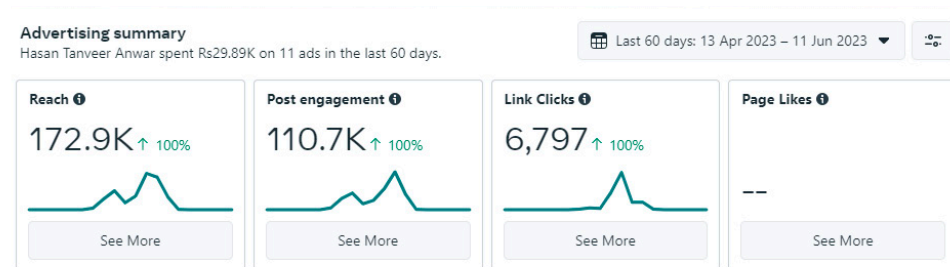 Advertising summary
Hasan Tanveer Anwar spent Rs29.89K on 11 ads in the last 60 days.
Last 60 days: 13 Apr 2023 – 11 Jun 2023
Reach
172.9K ↑ 100%
See More
Post engagement
110.7K ↑ 100%
See More
Link Clicks
6,797 ↑ 100%
See More
Page Likes
--
See More